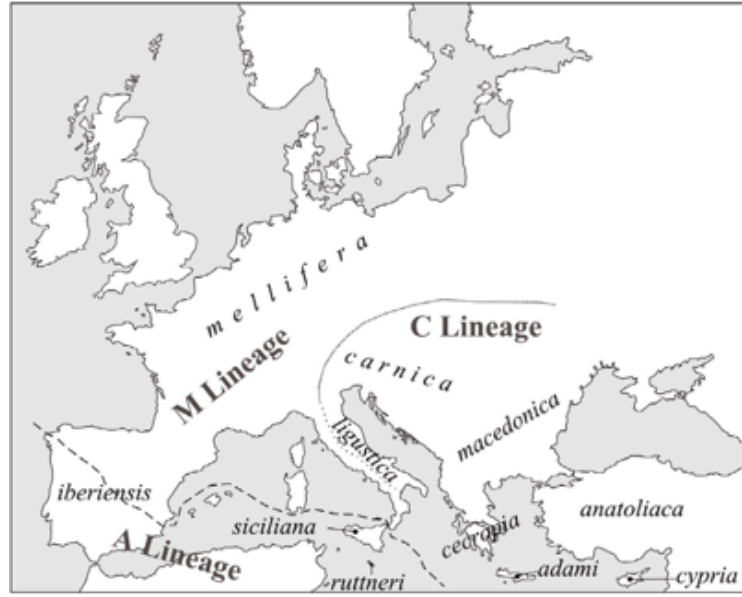 mellifera
C Lineage
carnica
M Lineage
ligustica
macedonica
iberiensis
anatoliaca
siciliana
cecropia
A Lineage
ruttneri
adami
cypria